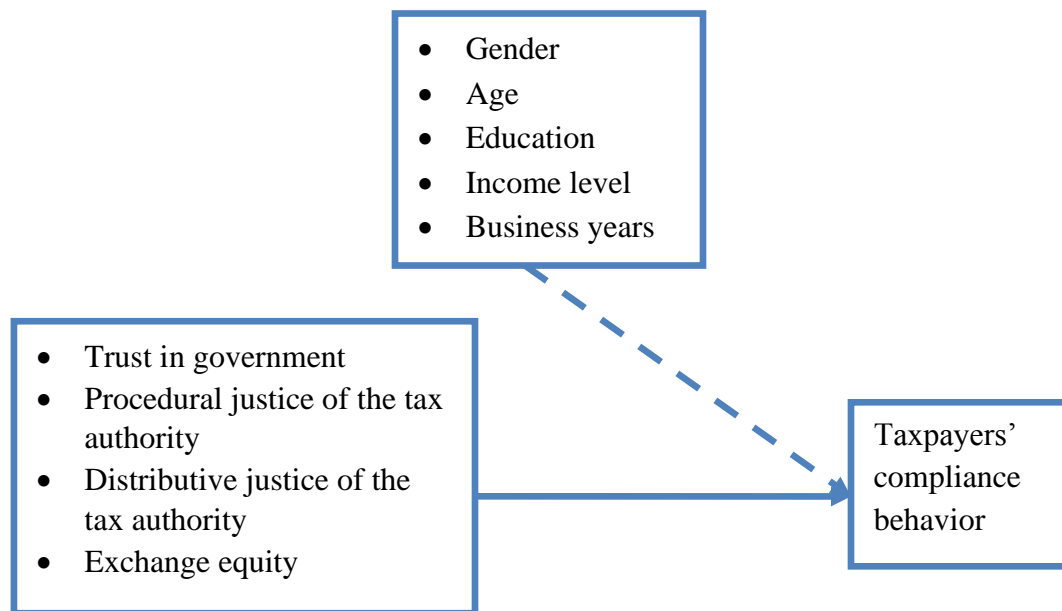 • Gender
• Age
• Education
• Income level
• Business years
• Trust in government
• Procedural justice of the tax
authority
• Distributive justice of the
tax authority
• Exchange equity
Taxpayers’
compliance
behavior